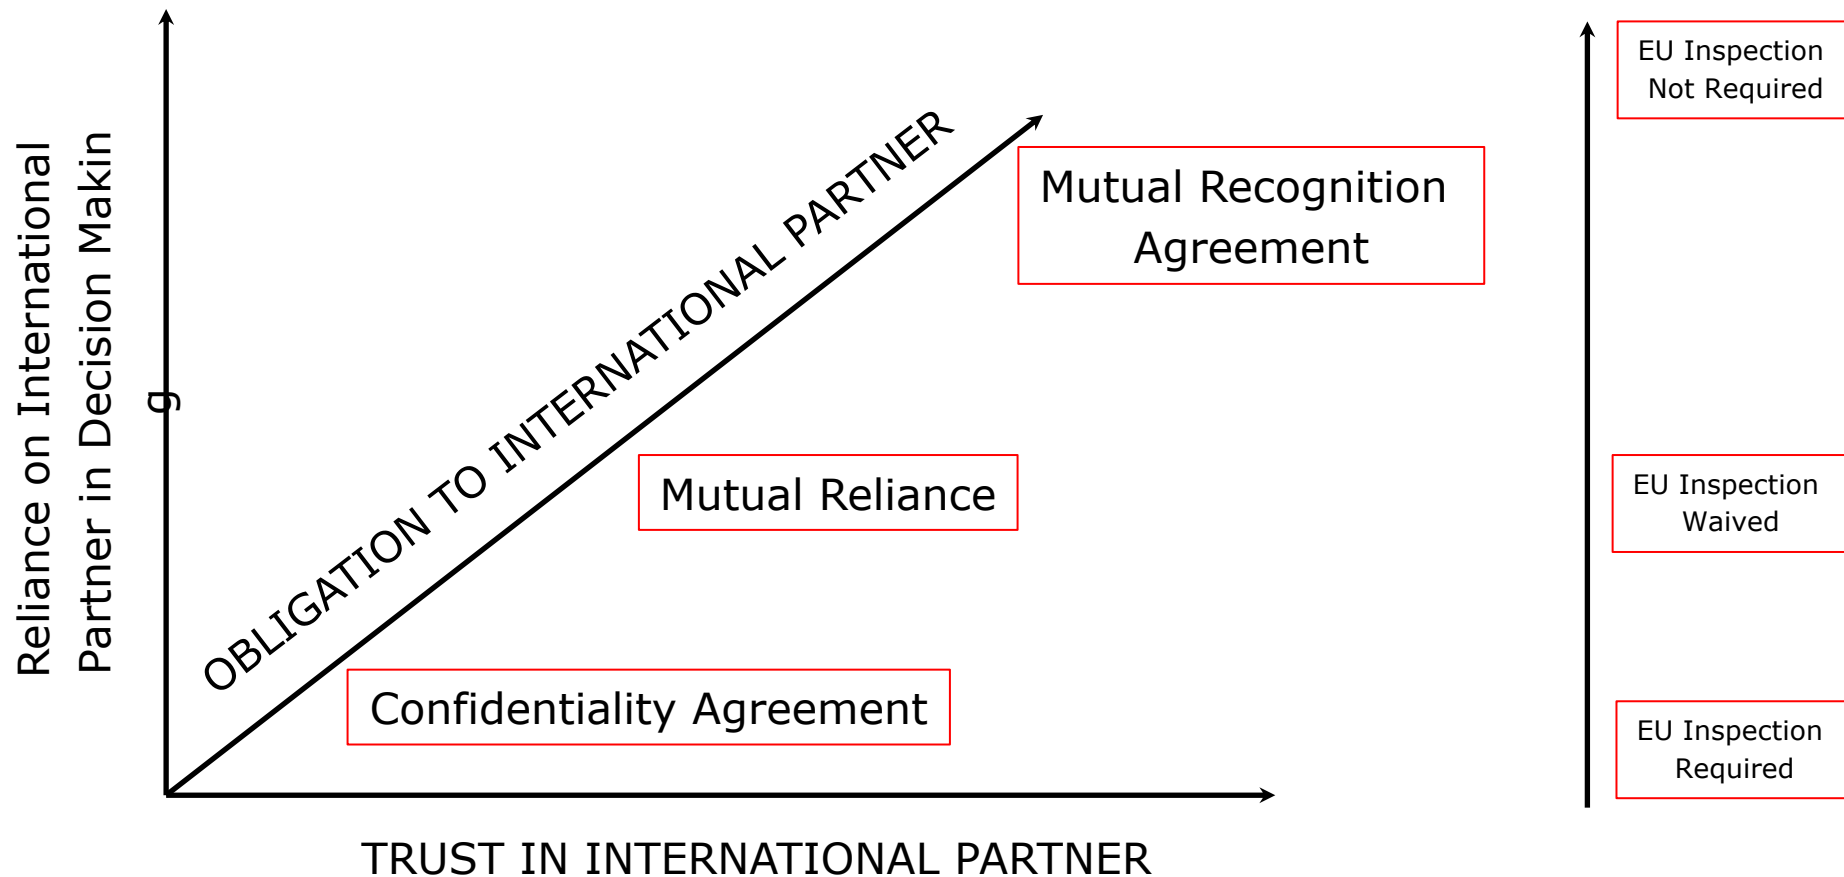 Reliance on International
Partner in Decision Makin
g
OBLIGATION TO INTERNATIONAL PARTNER
Mutual Recognition
Agreement
Mutual Reliance
Confidentiality Agreement
TRUST IN INTERNATIONAL PARTNER
EU Inspection
Not Required
EU Inspection
Waived
EU Inspection
Required